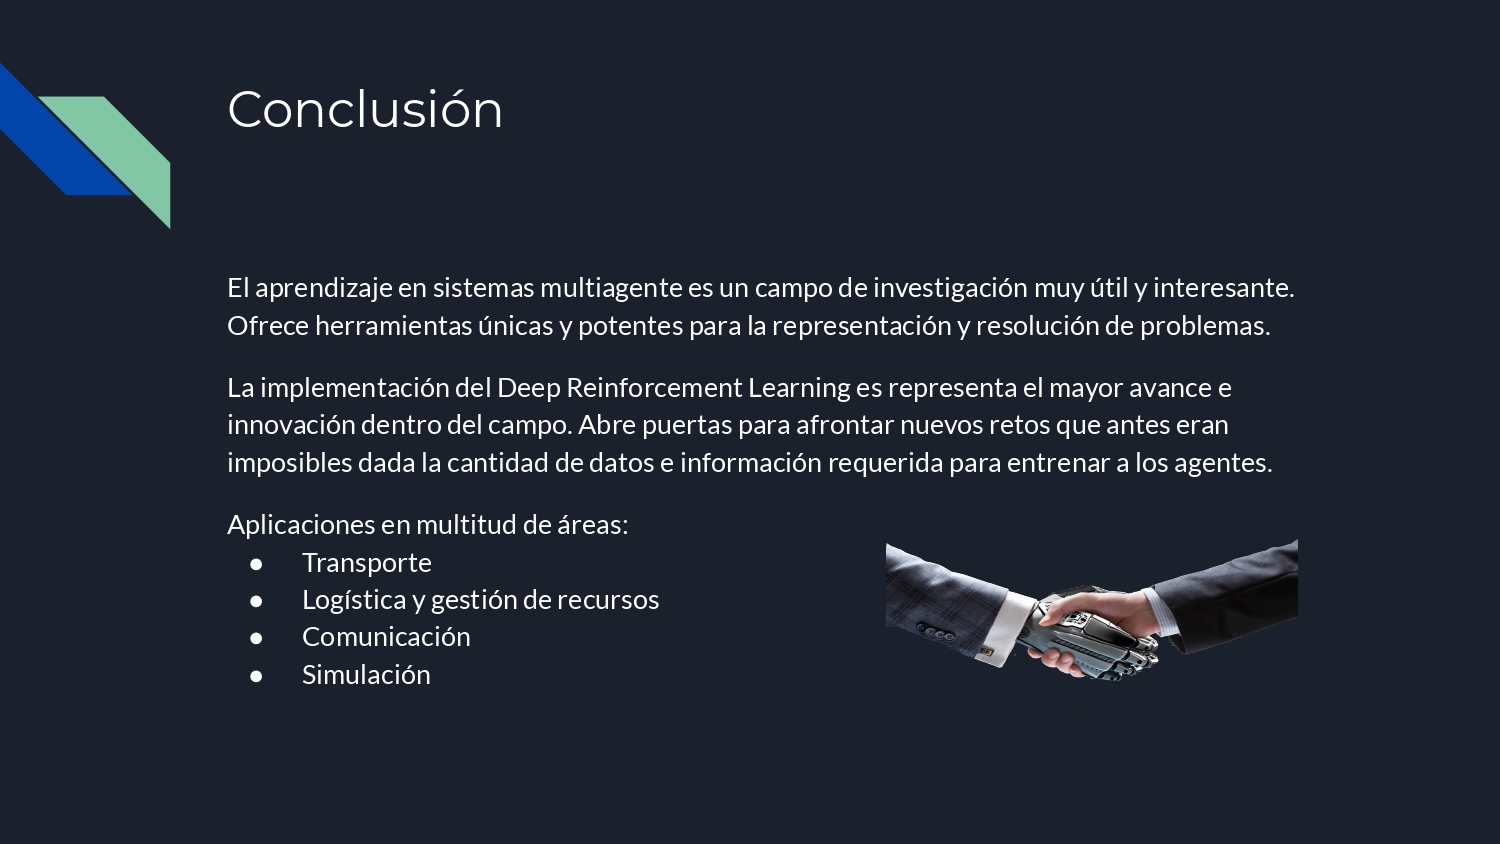 Conclusión
El aprendizaje en sistemas multiagente es un campo de investigación muy útil y interesante.
Ofrece herramientas únicas y potentes para la representación y resolución de problemas.
La implementación del Deep Reinforcement Learning es representa el mayor avance e
innovación dentro del campo. Abre puertas para afrontar nuevos retos que antes eran
imposibles dada la cantidad de datos e información requerida para entrenar a los agentes.
Aplicaciones en multitud de áreas:
● Transporte
● Logística y gestión de recursos
● Comunicación
● Simulación